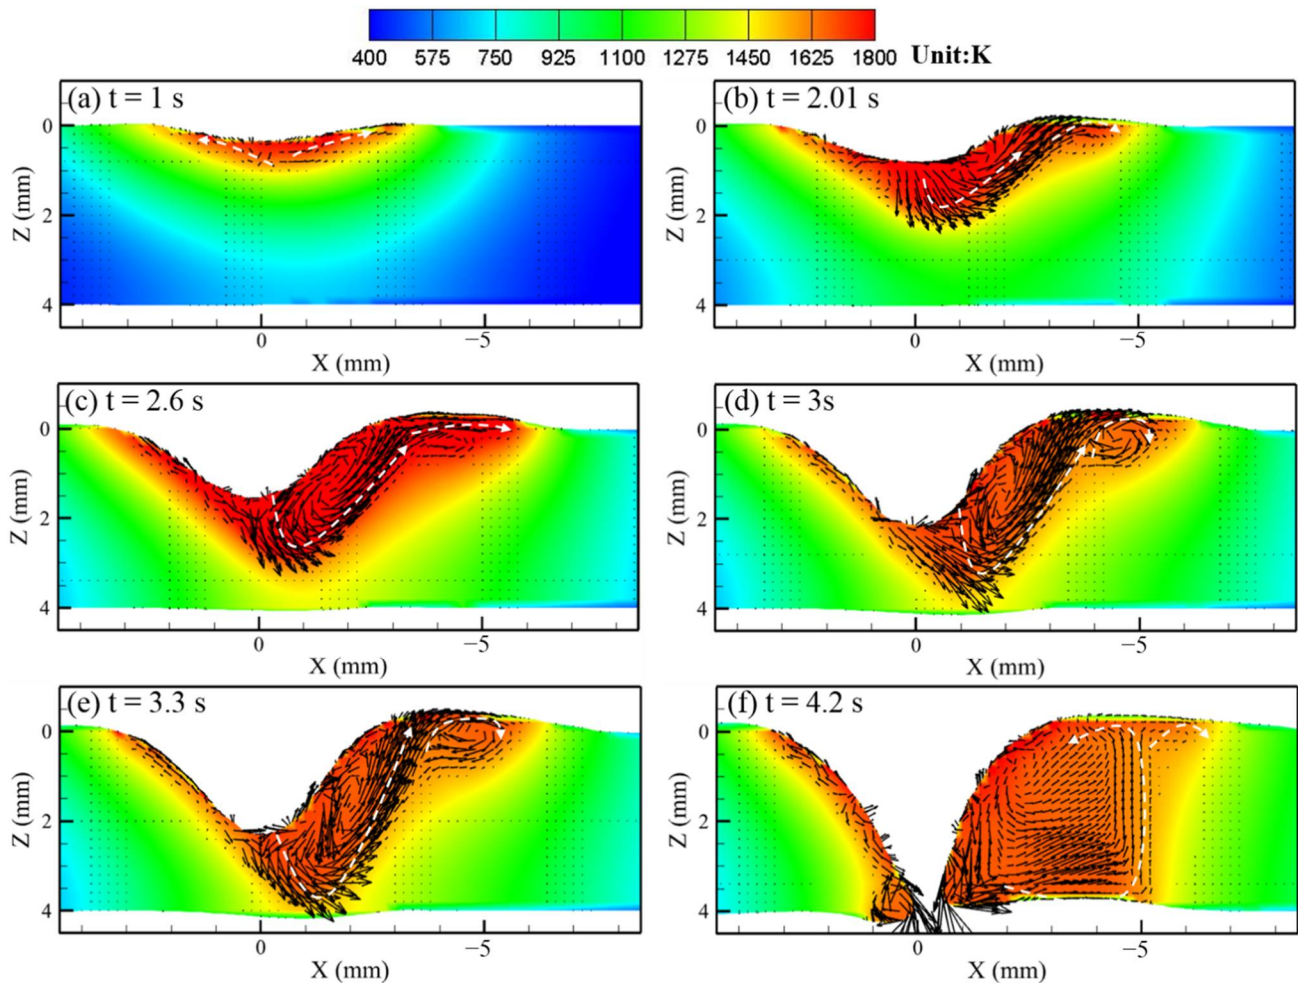 400 575 750 925 1100 1275 1450 1625 1800 Unit:K
(a) t = 1 s
0
2
4
Z (mm)
0 −5
X (mm)
(b) t = 2.01 s
0
2
4
Z (mm)
0 −5
X (mm)
(c) t = 2.6 s
0
2
4
Z (mm)
0 −5
X (mm)
(d) t = 3s
0
2
4
Z (mm)
0 −5
X (mm)
(e) t = 3.3 s
0
2
4
Z (mm)
0 −5
X (mm)
(f) t = 4.2 s
0
2
4
Z (mm)
0 −5
X (mm)